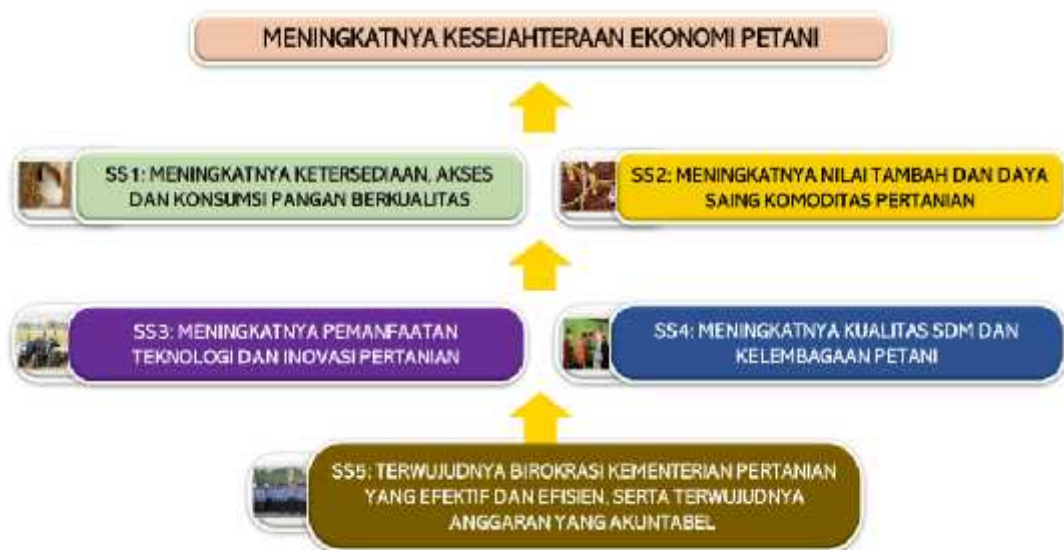 MENINGKATNYA KESEJAHTERAAN EKONOMI PETANI
SS1: MENINGKATNYA KETERSEDIAAN, AKSES
DAN KONSUMSI PANGAN BERKUALITAS
SS2: MENINGKATNYA NILAI TAMBAH DAN DAYA
SAING KOMODITAS PERTANIAN
SS3: MENINGKATNYA PEMANFAATAN
TEKNOLOGI DAN INOVASI PERTANIAN
SS4: MENINGKATNYA KUALITAS SDM DAN
KELEMBAGAAN PETANI
SS5: TERWUJUDNYA BIROKRASI KEMENTERIAN PERTANIAN
YANG EFEKTIF DAN EFISIEN, SERTA TERWUJUDNYA
ANGGARAN YANG AKUNTABEL